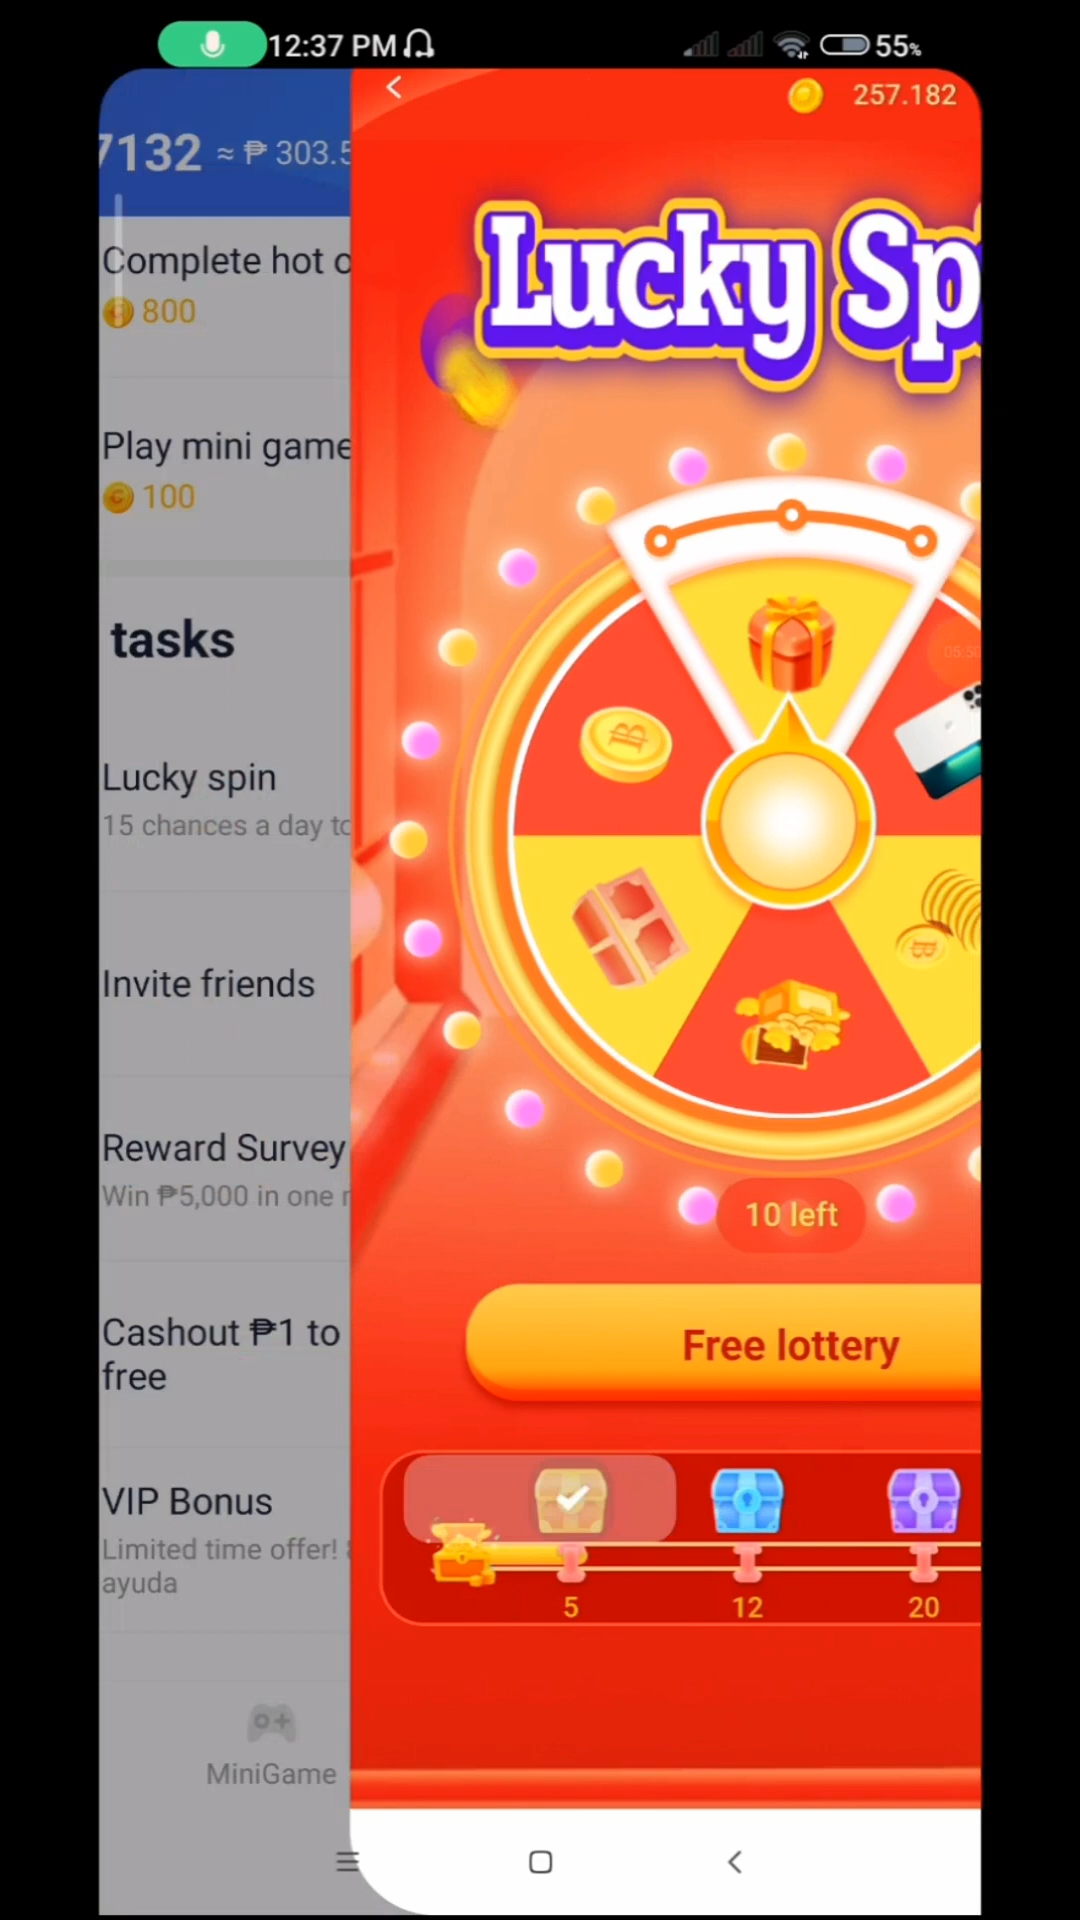 12:37 PM
55%
7132 ≈ ₱ 303.5
257.182
Complete hot o
800
Play mini game
100
tasks
Lucky spin
15 chances a day to
Invite friends
Reward Survey
Win ₱5,000 in one r
Cashout ₱1 to
free
VIP Bonus
Limited time offer!
ayuda
MiniGame
Lucky Sp
05:50
10 left
Free lottery
5
12
20